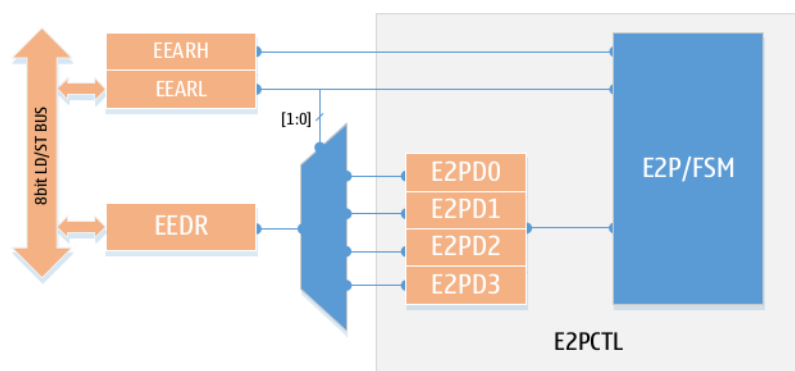 EEARH
EEARL
8bit LD/ST BUS
[1:0]
EEDR
E2PD0
E2PD1
E2PD2
E2PD3
E2P/FSM
E2PCTL